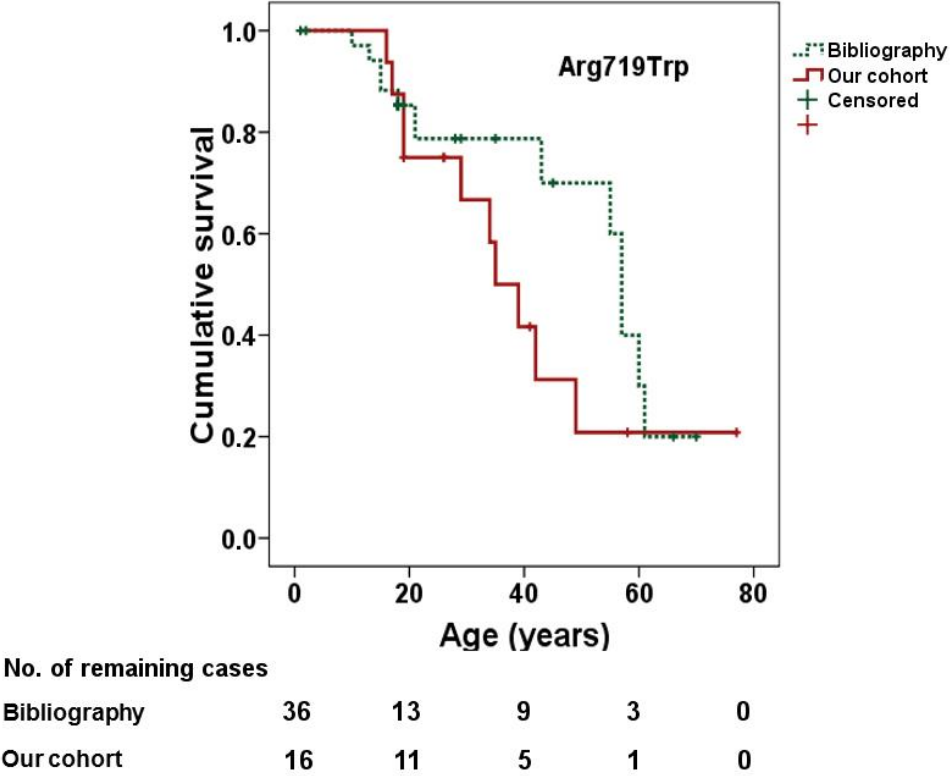 Arg719Trp
Bibliography
Our cohort
Censored
Cumulative survival
1.0
0.8
0.6
0.4
0.2
0.0
0 20 40 60 80
Age (years)
No. of remaining cases
Bibliography 36 13 9 3 0
Our cohort 16 11 5 1 0